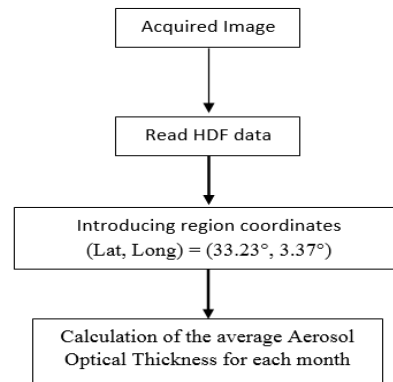 Acquired Image
Read HDF data
Introducing region coordinates
(Lat, Long) = (33.23°, 3.37°)
Calculation of the average Aerosol
Optical Thickness for each month